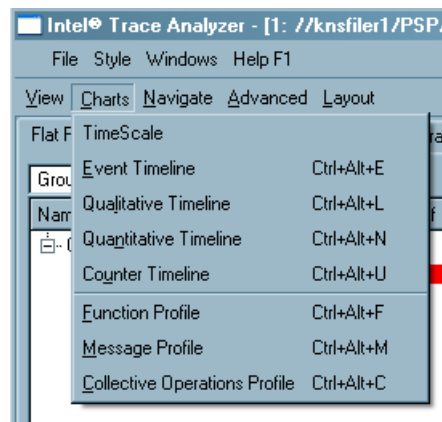 Intel® Trace Analyzer - [1: //knsfiler1/PSP
File Style Windows Help F1
View Charts Navigate Advanced Layout
Flat
TimeScale
Event Timeline Ctrl+Alt+E
Qualitative Timeline Ctrl+Alt+L
Quantitative Timeline Ctrl+Alt+N
Counter Timeline Ctrl+Alt+U
Function Profile Ctrl+Alt+F
Message Profile Ctrl+Alt+M
Collective Operations Profile Ctrl+Alt+C